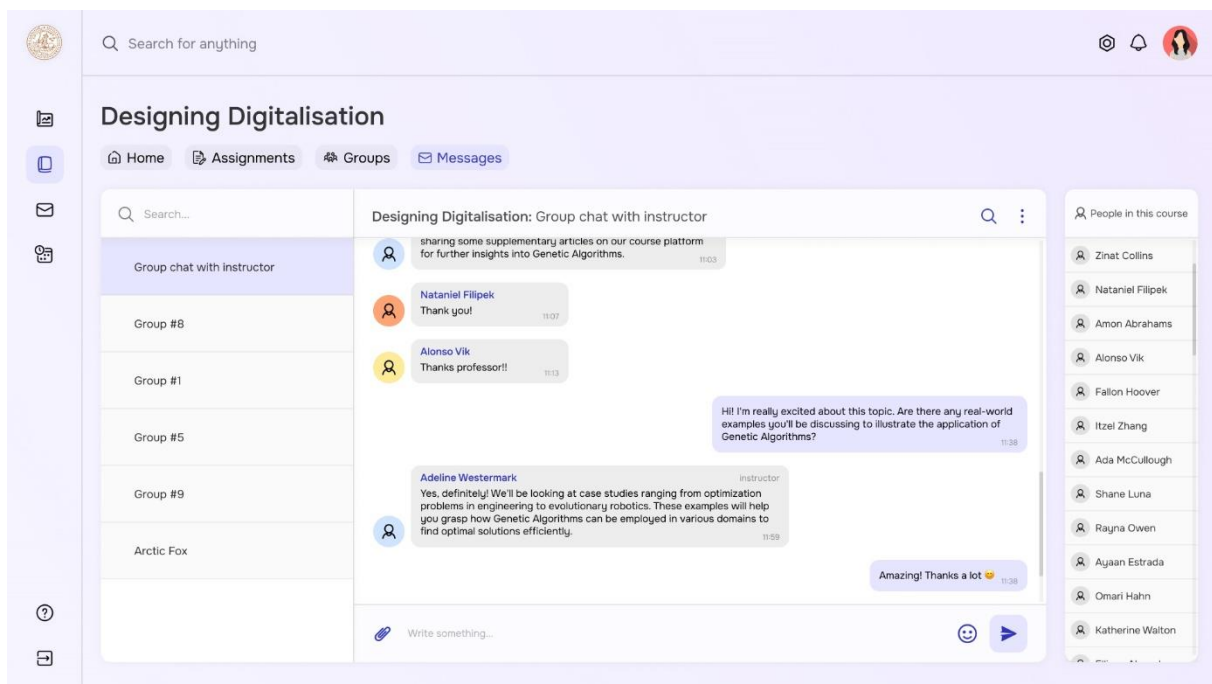 Search for anything
Designing Digitalisation
Home
Assignments
Groups
Messages
Search...
Group chat with instructor
Group #8
Group #1
Group #5
Group #9
Arctic Fox
Designing Digitalisation: Group chat with instructor
sharing some supplementary articles on our course platform
for further insights into Genetic Algorithms.
11:03
Nataniel Filipek
Thank you!
11:07
Alonso Vik
Thanks professor!!
11:13
Hi! I'm really excited about this topic. Are there any real-world
examples you'll be discussing to illustrate the application of
Genetic Algorithms?
11:38
Adeline Westermark
instructor
Yes, definitely! We'll be looking at case studies ranging from optimization
problems in engineering to evolutionary robotics. These examples will help
you grasp how Genetic Algorithms can be employed in various domains to
find optimal solutions efficiently.
11:59
Amazing! Thanks a lot 😊
11:38
Write something...
People in this course
Zinat Collins
Nataniel Filipek
Amon Abrahams
Alonso Vik
Fallon Hoover
Itzel Zhang
Ada McCullough
Shane Luna
Rayna Owen
Ayaan Estrada
Omari Hahn
Katherine Walton